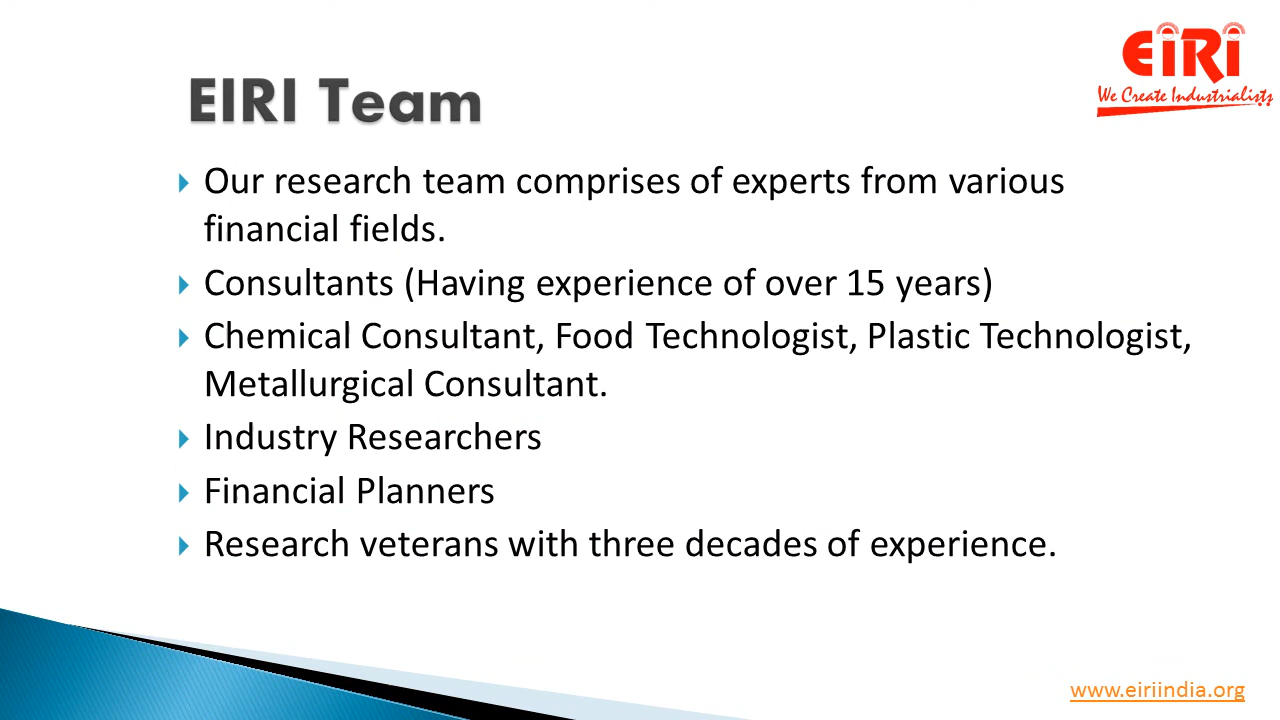 EIRI
We Create Industrialists
EIRI Team
Our research team comprises of experts from various
financial fields.
Consultants (Having experience of over 15 years)
Chemical Consultant, Food Technologist, Plastic Technologist,
Metallurgical Consultant.
Industry Researchers
Financial Planners
Research veterans with three decades of experience.
www.eiriindia.org